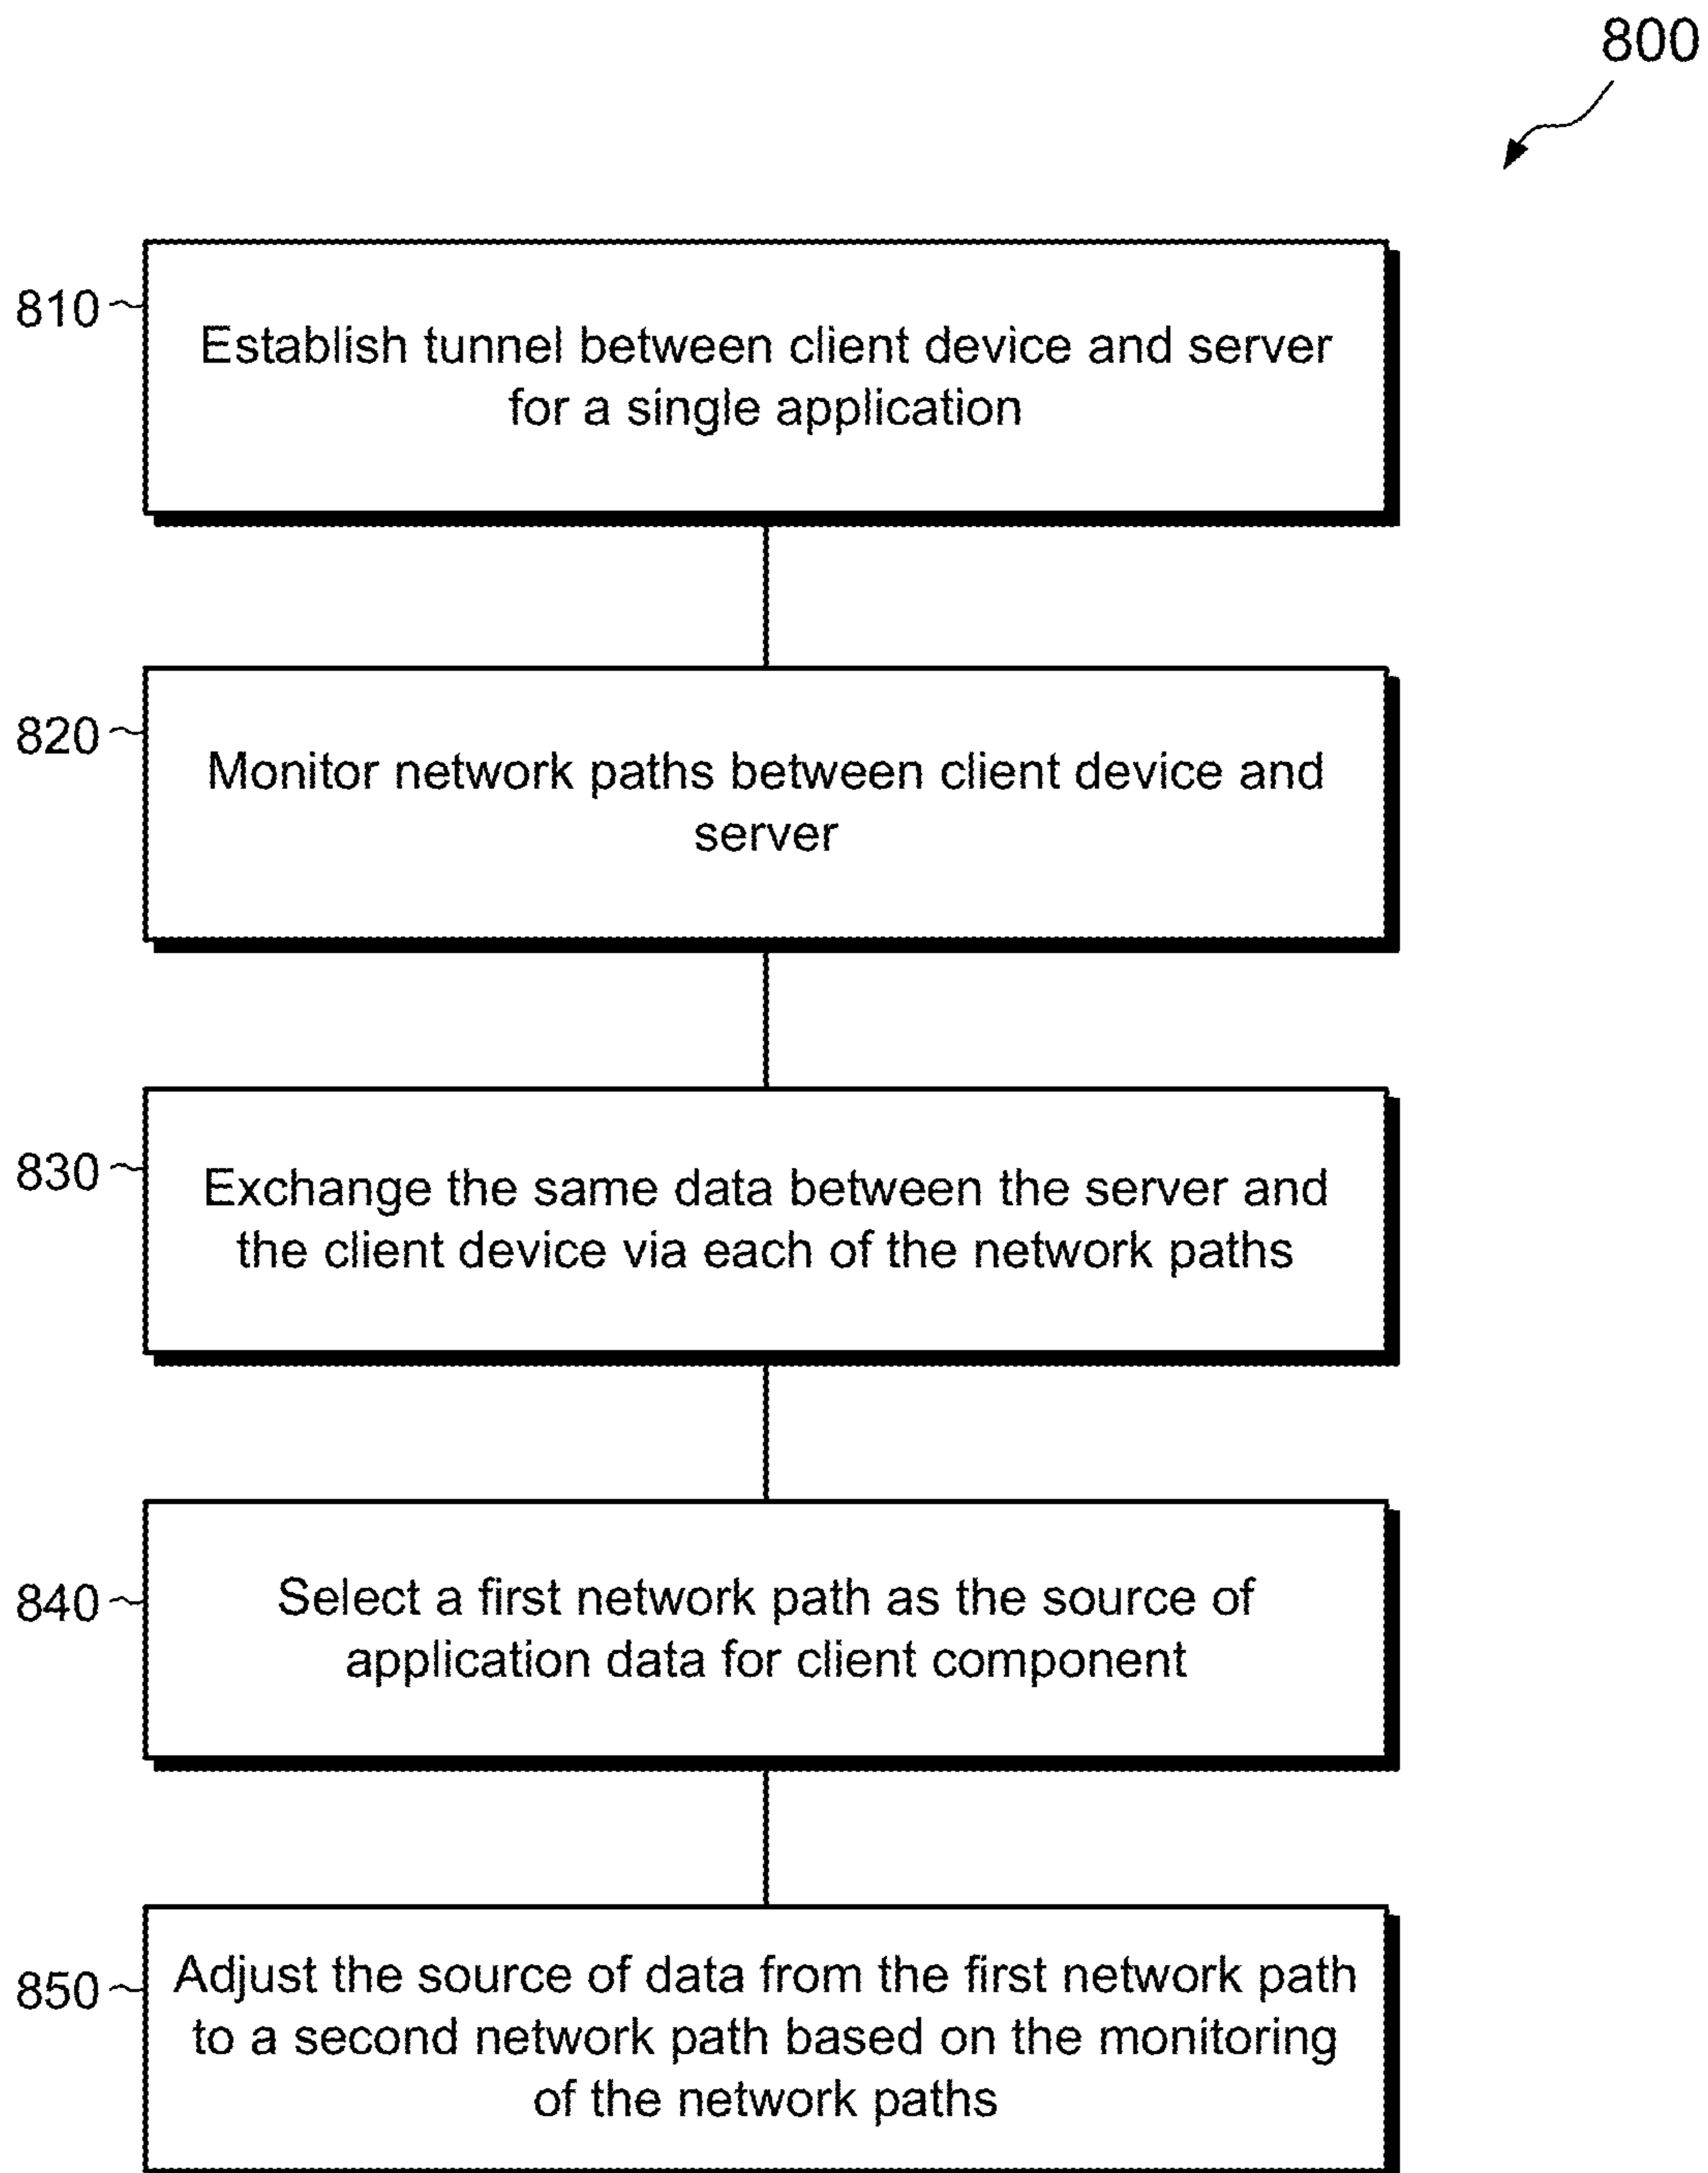 800
810
Establish tunnel between client device and server
for a single application
820
Monitor network paths between client device and
server
830
Exchange the same data between the server and
the client device via each of the network paths
840
Select a first network path as the source of
application data for client component
850
Adjust the source of data from the first network path
to a second network path based on the monitoring
of the network paths